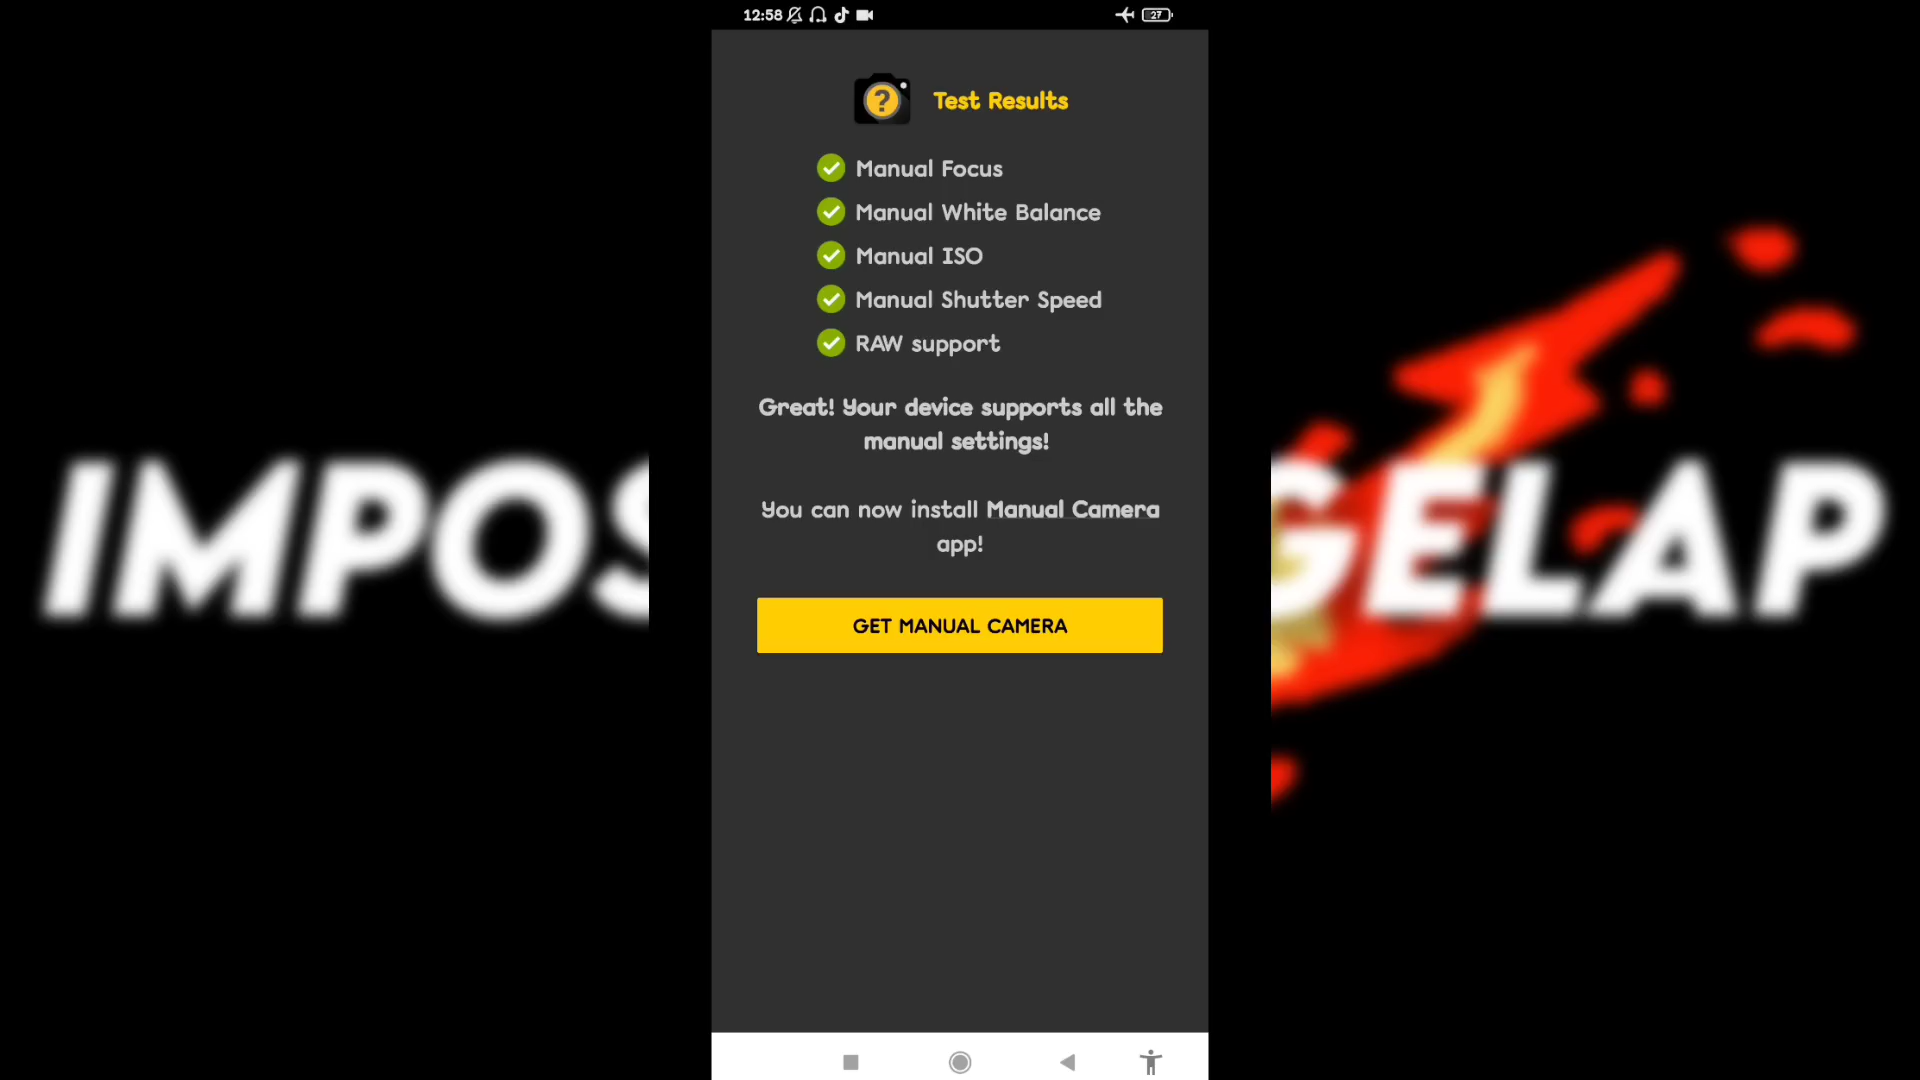 12:58
27
? Test Results
Manual Focus
Manual White Balance
Manual ISO
Manual Shutter Speed
RAW support
Great! Your device supports all the
manual settings!
You can now install Manual Camera
app!
GET MANUAL CAMERA
IMPOS GELAP